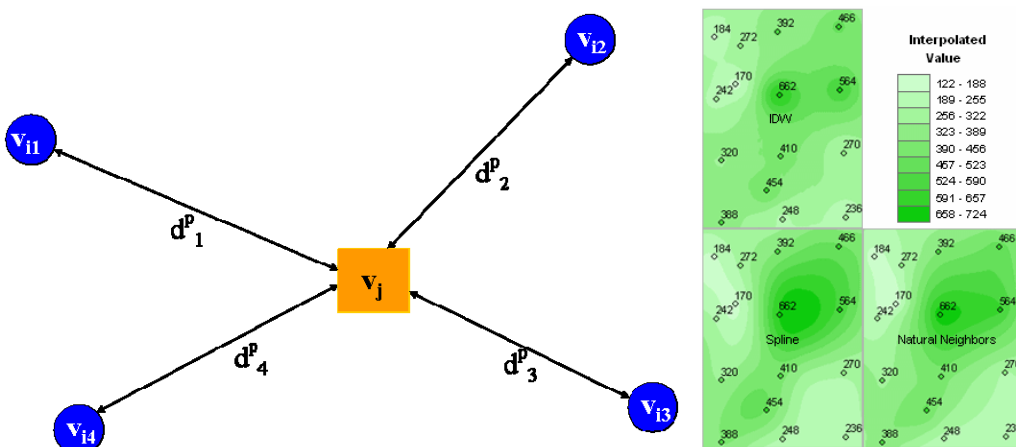 v_i1
v_i2
v_j
v_i3
v_i4
d^p_1
d^p_2
d^p_3
d^p_4
184
272
392
466
242
170
662
564
IDW
320
410
270
454
388
248
236
Interpolated
Value
122 - 188
189 - 255
256 - 322
323 - 389
390 - 456
457 - 523
524 - 590
591 - 657
658 - 724
184
272
392
466
242
170
662
564
Spline
320
410
270
454
388
248
236
184
272
392
466
242
170
662
564
Natural Neighbors
320
410
270
454
388
248